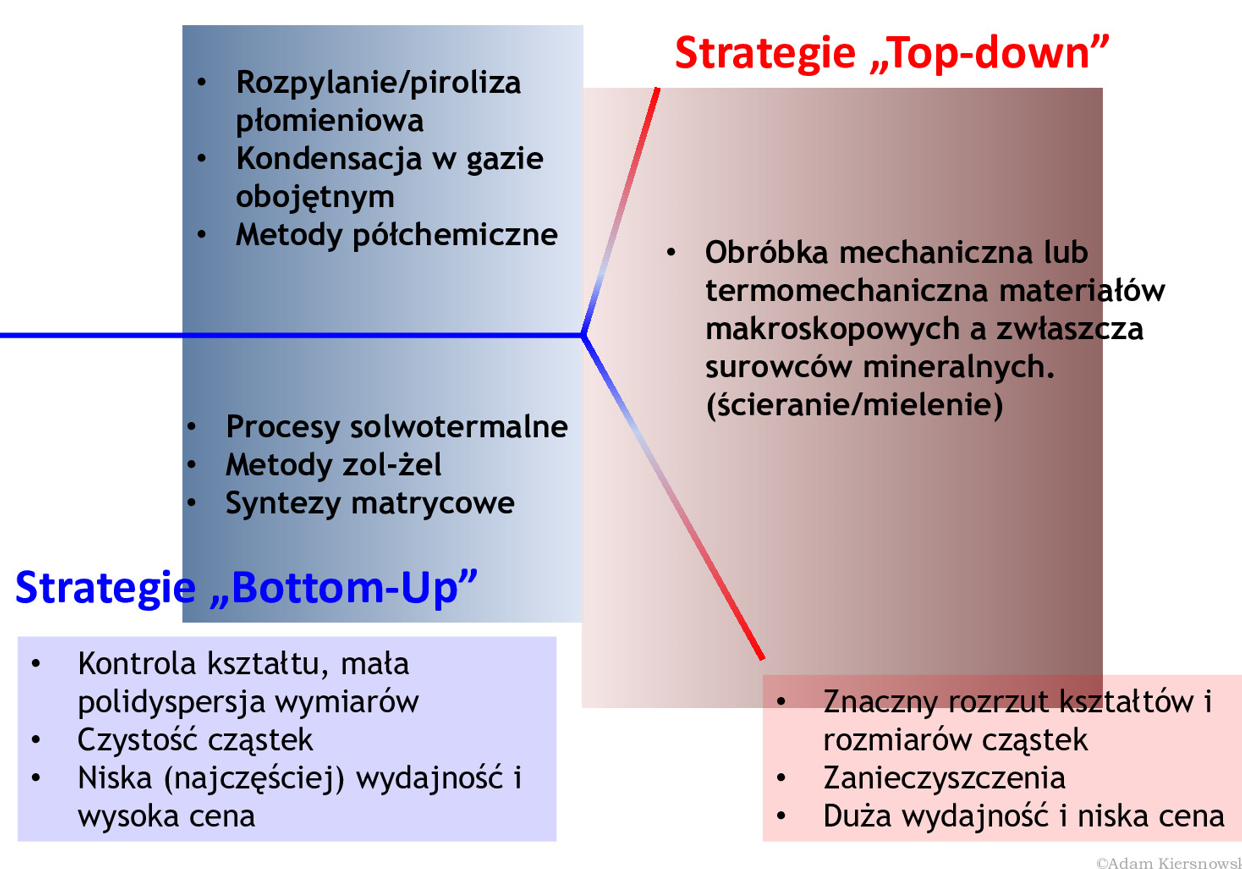 Strategie „Top-down”
• Rozpylanie/piroliza
płomieniowa
• Kondensacja w gazie
obojętnym
• Metody półchemiczne
• Obróbka mechaniczna lub
termomechaniczna materiałów
makroskopowych a zwłaszcza
surowców mineralnych.
(ścieranie/mielenie)
• Procesy solwotermalne
• Metody zol-żel
• Syntezy matrycowe
Strategie „Bottom-Up”
• Kontrola kształtu, mała
polidyspersja wymiarów
• Czystość cząstek
• Niska (najczęściej) wydajność i
wysoka cena
• Znaczny rozrzut kształtów i
rozmiarów cząstek
• Zanieczyszczenia
• Duża wydajność i niska cena
©Adam Kiersnowsk